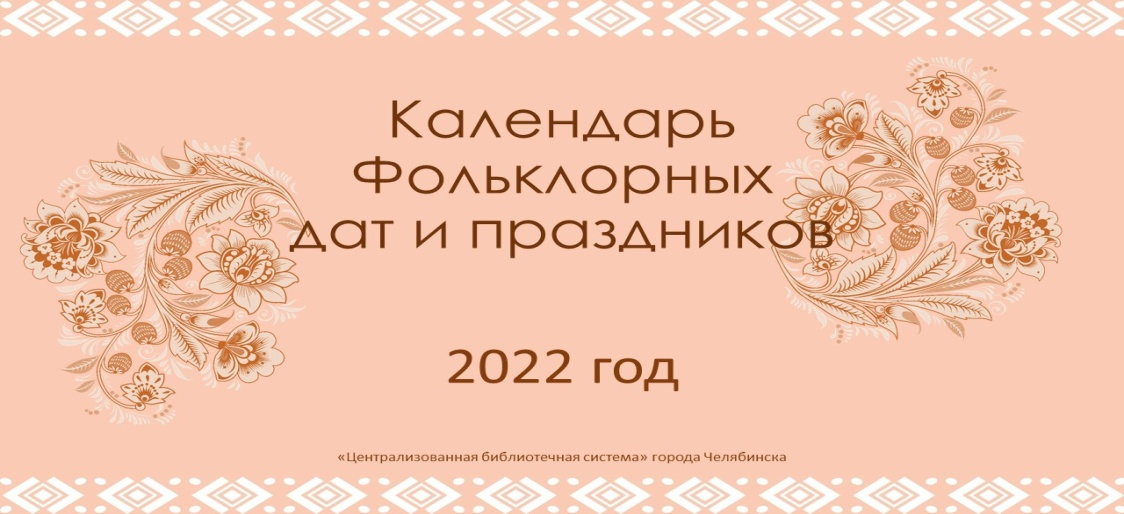 Календарь
Фольклорных
дат и праздников
2022 год
«Централизованная библиотечная система» города Челябинска